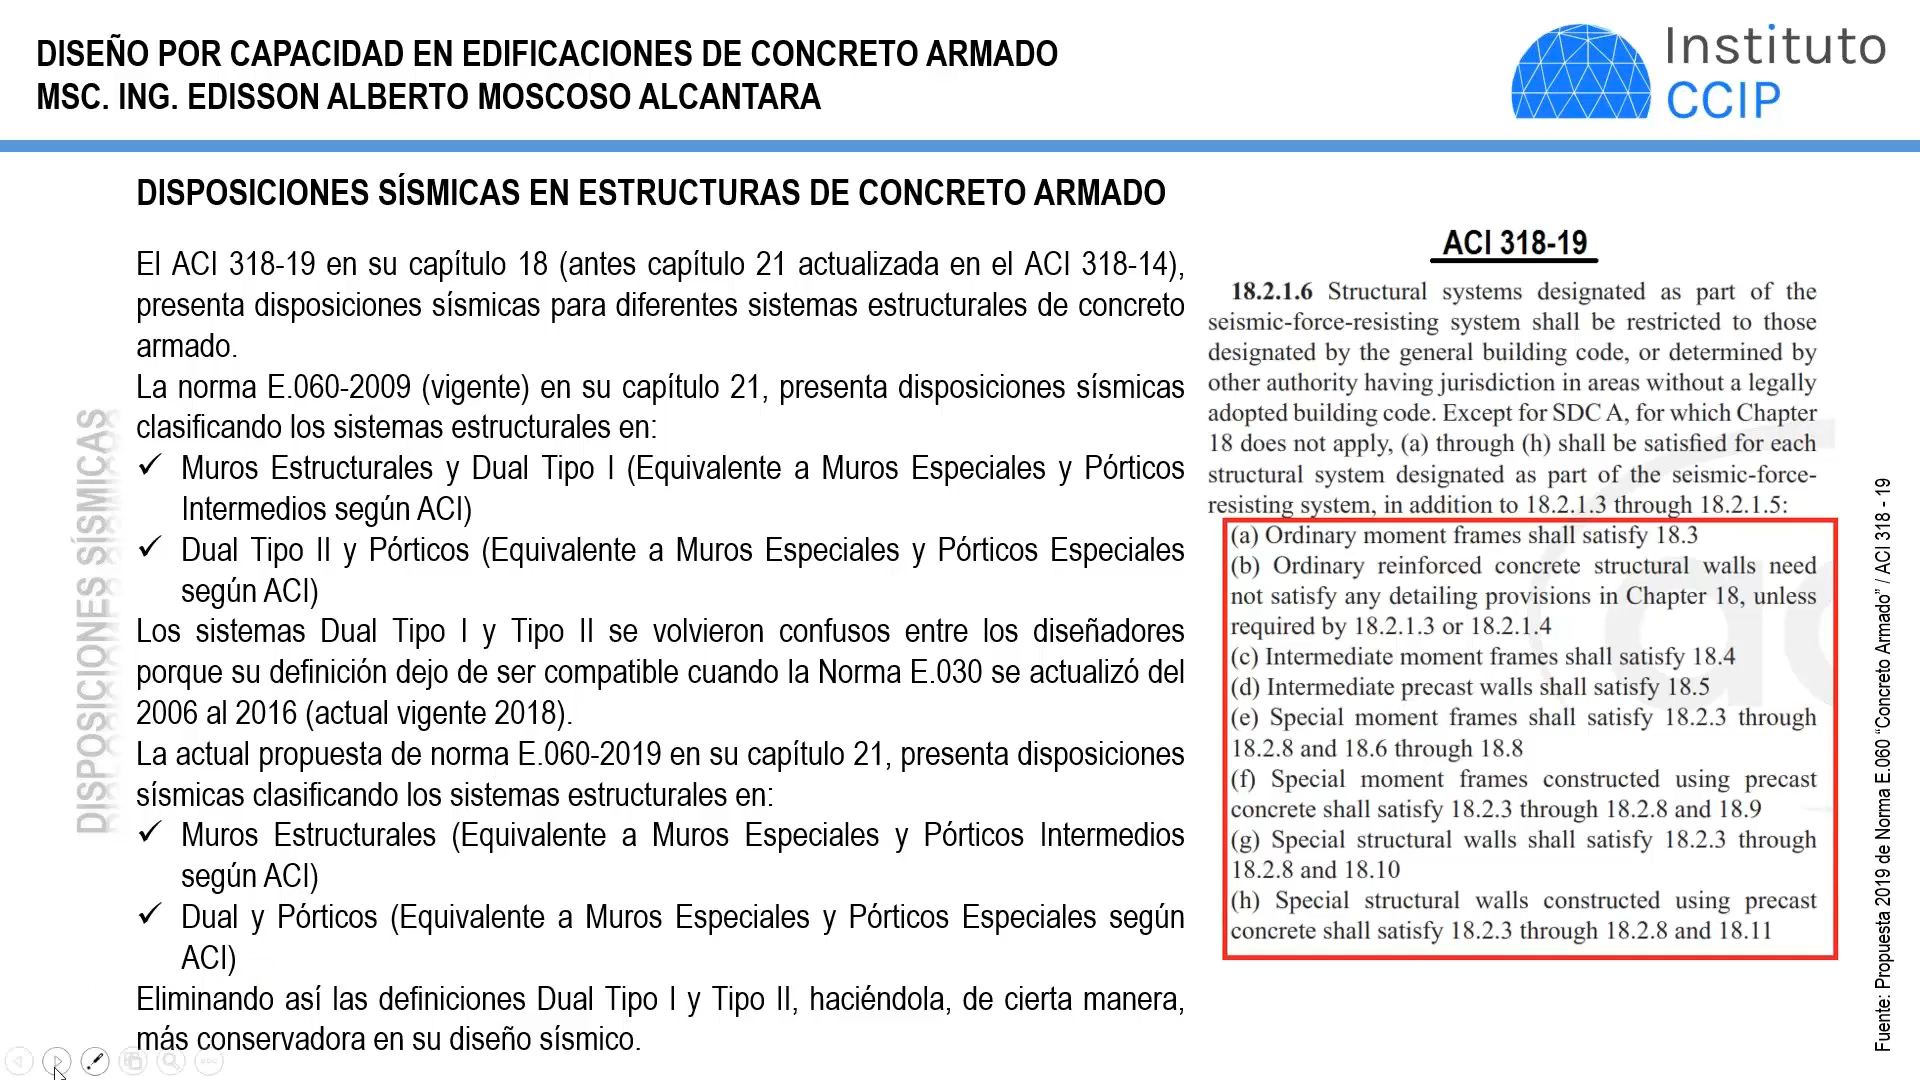 DISEÑO POR CAPACIDAD EN EDIFICACIONES DE CONCRETO ARMADO
MSC. ING. EDISSON ALBERTO MOSCOSO ALCANTARA
Instituto
CCIP
DISPOSICIONES SÍSMICAS EN ESTRUCTURAS DE CONCRETO ARMADO
El ACI 318-19 en su capítulo 18 (antes capítulo 21 actualizada en el ACI 318-14),
presenta disposiciones sísmicas para diferentes sistemas estructurales de concreto
armado.
La norma E.060-2009 (vigente) en su capítulo 21, presenta disposiciones sísmicas
clasificando los sistemas estructurales en:
✓ Muros Estructurales y Dual Tipo I (Equivalente a Muros Especiales y Pórticos
Intermedios según ACI)
✓ Dual Tipo II y Pórticos (Equivalente a Muros Especiales y Pórticos Especiales
según ACI)
Los sistemas Dual Tipo I y Tipo II se volvieron confusos entre los diseñadores
porque su definición dejo de ser compatible cuando la Norma E.030 se actualizó del
2006 al 2016 (actual vigente 2018).
La actual propuesta de norma E.060-2019 en su capítulo 21, presenta disposiciones
sísmicas clasificando los sistemas estructurales en:
✓ Muros Estructurales (Equivalente a Muros Especiales y Pórticos Intermedios
según ACI)
✓ Dual y Pórticos (Equivalente a Muros Especiales y Pórticos Especiales según
ACI)
Eliminando así las definiciones Dual Tipo I y Tipo II, haciéndola, de cierta manera,
más conservadora en su diseño sísmico.
DISPOSICIONES SÍSMICAS
ACI 318-19
18.2.1.6 Structural systems designated as part of the
seismic-force-resisting system shall be restricted to those
designated by the general building code, or determined by
other authority having jurisdiction in areas without a legally
adopted building code. Except for SDC A, for which Chapter
18 does not apply, (a) through (h) shall be satisfied for each
structural system designated as part of the seismic-force-
resisting system, in addition to 18.2.1.3 through 18.2.1.5:
(a) Ordinary moment frames shall satisfy 18.3
(b) Ordinary reinforced concrete structural walls need
not satisfy any detailing provisions in Chapter 18, unless
required by 18.2.1.3 or 18.2.1.4
(c) Intermediate moment frames shall satisfy 18.4
(d) Intermediate precast walls shall satisfy 18.5
(e) Special moment frames shall satisfy 18.2.3 through
18.2.8 and 18.6 through 18.8
(f) Special moment frames constructed using precast
concrete shall satisfy 18.2.3 through 18.2.8 and 18.9
(g) Special structural walls shall satisfy 18.2.3 through
18.2.8 and 18.10
(h) Special structural walls constructed using precast
concrete shall satisfy 18.2.3 through 18.2.8 and 18.11
Fuente: Propuesta 2019 de Norma E.060 “Concreto Armado” / ACI 318 - 19